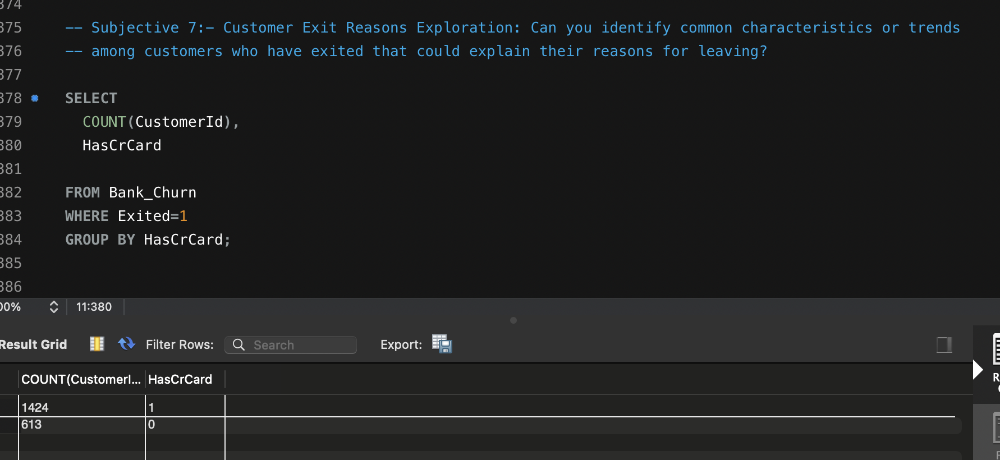 374
375 -- Subjective 7:- Customer Exit Reasons Exploration: Can you identify common characteristics or trends
376 -- among customers who have exited that could explain their reasons for leaving?
377
378 SELECT
379 COUNT(CustomerId),
380 HasCrCard
381
382 FROM Bank_Churn
383 WHERE Exited=1
384 GROUP BY HasCrCard;
385
386
00% 11:380
Result Grid Filter Rows: Search Export:
COUNT(CustomerI... HasCrCard
1424 1
613 0